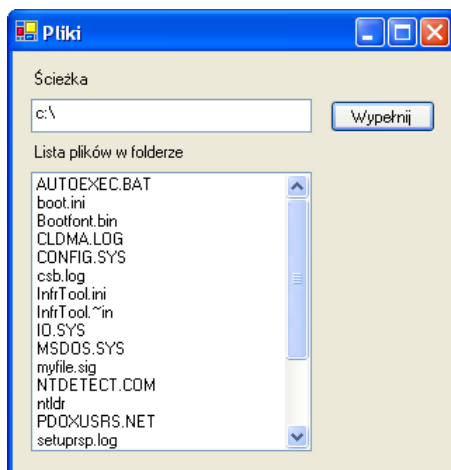 Pliki
Ścieżka
c:\
Wypełnij
Lista plików w folderze
AUTOEXEC.BAT
boot.ini
Bootfont.bin
CLDMA.LOG
CONFIG.SYS
csb.log
InfrTool.ini
InfrTool.~in
IO.SYS
MSDOS.SYS
myfile.sig
NTDETECT.COM
ntldr
PDOXUSRS.NET
setuprsp.log